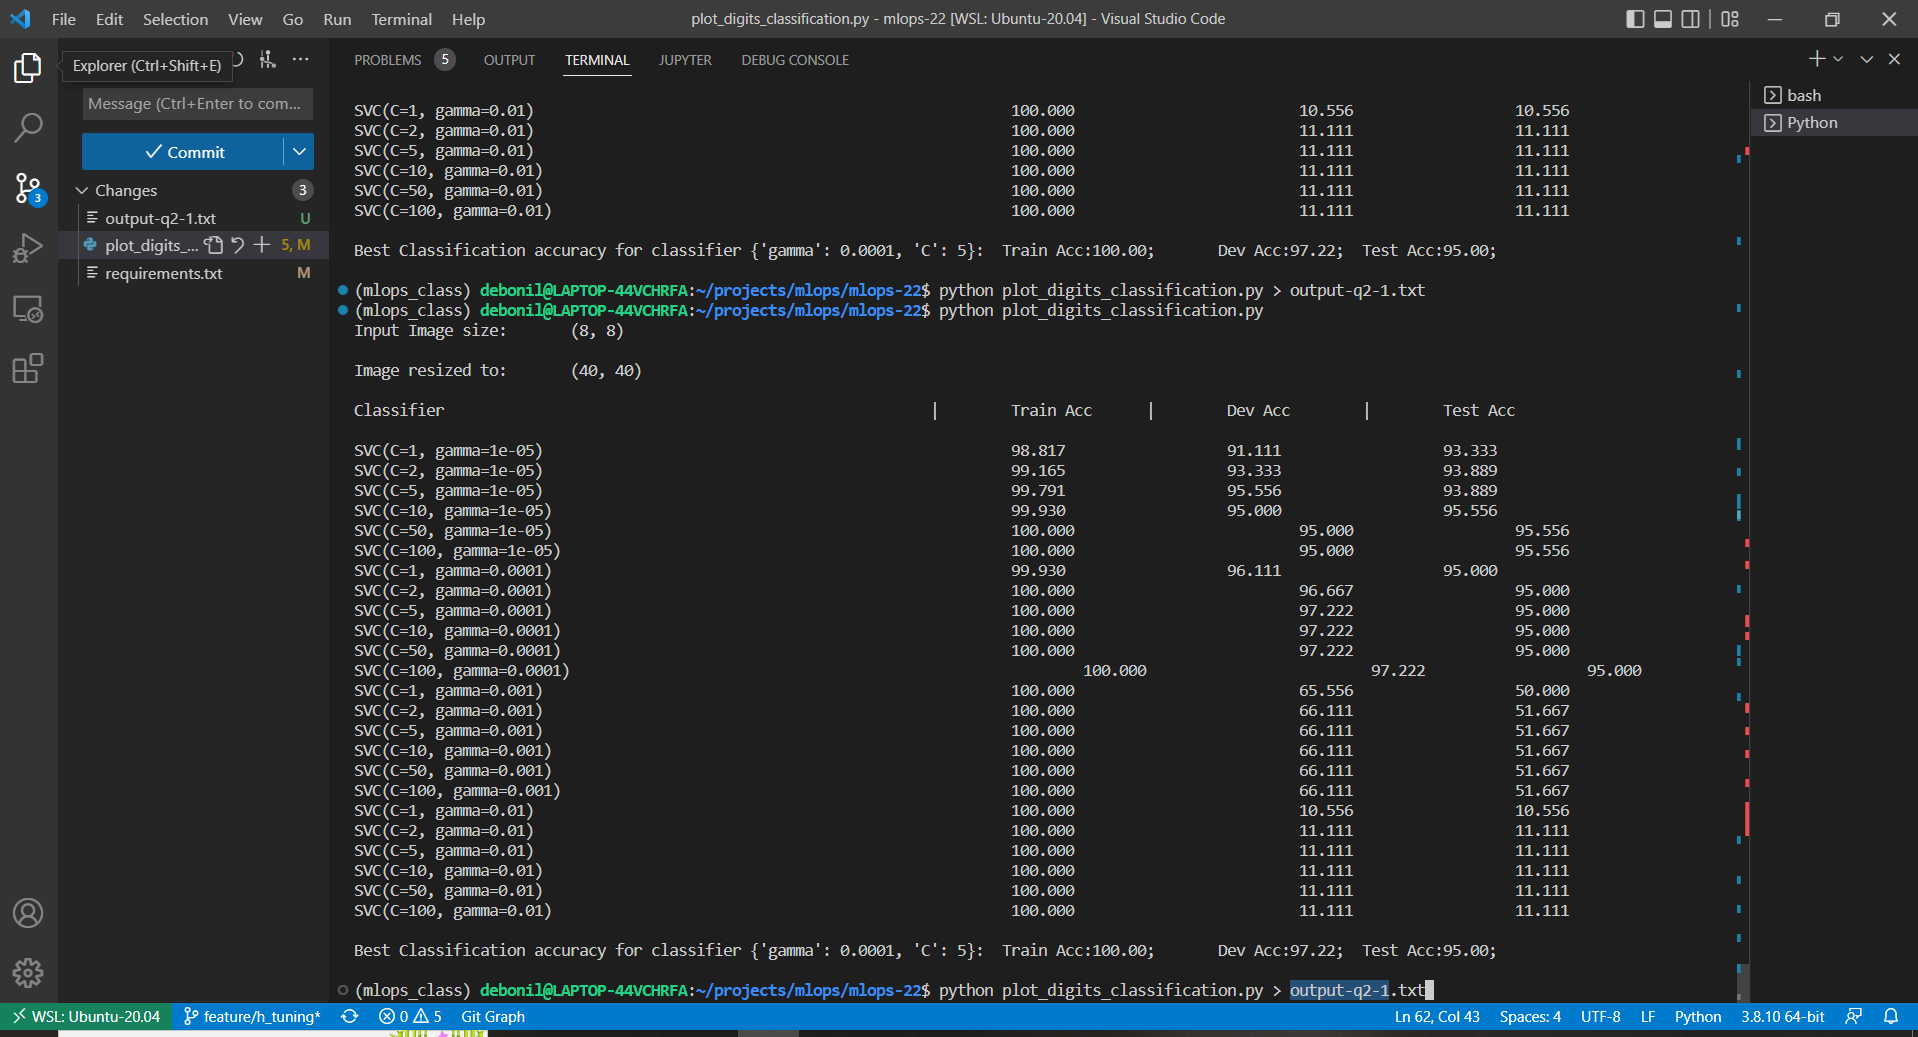 File Edit Selection View Go Run Terminal Help
plot_digits_classification.py - mlops-22 [WSL: Ubuntu-20.04] - Visual Studio Code
Explorer (Ctrl+Shift+E)
Message (Ctrl+Enter to com...
Commit
Changes 3
output-q2-1.txt U
plot_digits_... 5, M
requirements.txt M
3
PROBLEMS 5 OUTPUT TERMINAL JUPYTER DEBUG CONSOLE
bash
Python
SVC(C=1, gamma=0.01) 100.000 10.556 10.556
SVC(C=2, gamma=0.01) 100.000 11.111 11.111
SVC(C=5, gamma=0.01) 100.000 11.111 11.111
SVC(C=10, gamma=0.01) 100.000 11.111 11.111
SVC(C=50, gamma=0.01) 100.000 11.111 11.111
SVC(C=100, gamma=0.01) 100.000 11.111 11.111
Best Classification accuracy for classifier {'gamma': 0.0001, 'C': 5}: Train Acc:100.00; Dev Acc:97.22; Test Acc:95.00;
(mlops_class) debonil@LAPTOP-44VCHRFA:~/projects/mlops/mlops-22$ python plot_digits_classification.py > output-q2-1.txt
(mlops_class) debonil@LAPTOP-44VCHRFA:~/projects/mlops/mlops-22$ python plot_digits_classification.py
Input Image size: (8, 8)
Image resized to: (40, 40)
Classifier | Train Acc | Dev Acc | Test Acc
SVC(C=1, gamma=1e-05) 98.817 91.111 93.333
SVC(C=2, gamma=1e-05) 99.165 93.333 93.889
SVC(C=5, gamma=1e-05) 99.791 95.556 93.889
SVC(C=10, gamma=1e-05) 99.930 95.000 95.556
SVC(C=50, gamma=1e-05) 100.000 95.000 95.556
SVC(C=100, gamma=1e-05) 100.000 95.000 95.556
SVC(C=1, gamma=0.0001) 99.930 96.111 95.000
SVC(C=2, gamma=0.0001) 100.000 96.667 95.000
SVC(C=5, gamma=0.0001) 100.000 97.222 95.000
SVC(C=10, gamma=0.0001) 100.000 97.222 95.000
SVC(C=50, gamma=0.0001) 100.000 97.222 95.000
SVC(C=100, gamma=0.0001) 100.000 97.222 95.000
SVC(C=1, gamma=0.001) 100.000 65.556 50.000
SVC(C=2, gamma=0.001) 100.000 66.111 51.667
SVC(C=5, gamma=0.001) 100.000 66.111 51.667
SVC(C=10, gamma=0.001) 100.000 66.111 51.667
SVC(C=50, gamma=0.001) 100.000 66.111 51.667
SVC(C=100, gamma=0.001) 100.000 66.111 51.667
SVC(C=1, gamma=0.01) 100.000 10.556 10.556
SVC(C=2, gamma=0.01) 100.000 11.111 11.111
SVC(C=5, gamma=0.01) 100.000 11.111 11.111
SVC(C=10, gamma=0.01) 100.000 11.111 11.111
SVC(C=50, gamma=0.01) 100.000 11.111 11.111
SVC(C=100, gamma=0.01) 100.000 11.111 11.111
Best Classification accuracy for classifier {'gamma': 0.0001, 'C': 5}: Train Acc:100.00; Dev Acc:97.22; Test Acc:95.00;
(mlops_class) debonil@LAPTOP-44VCHRFA:~/projects/mlops/mlops-22$ python plot_digits_classification.py > output-q2-1.txt
WSL: Ubuntu-20.04 feature/h_tuning* 0 5 Git Graph Ln 62, Col 43 Spaces: 4 UTF-8 LF Python 3.8.10 64-bit